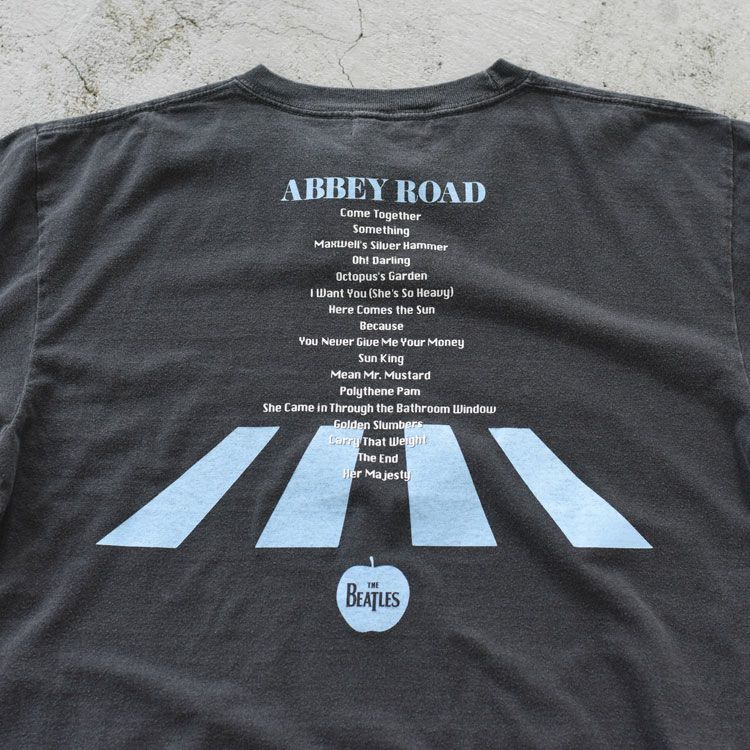 ABBEY ROAD
Come Together
Something
Maxwell's Silver Hammer
Oh! Darling
Octopus's Garden
I Want You (She's So Heavy)
Here Comes the Sun
Because
You Never Give Me Your Money
Sun King
Mean Mr. Mustard
Polythene Pam
She Came in Through the Bathroom Window
Golden Slumbers
Carry That Weight
The End
Her Majesty
THE
BEATLES